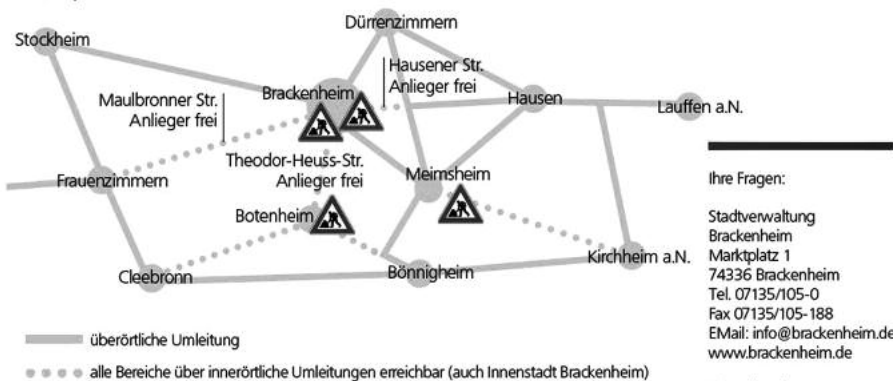 Dürrenzimmern
Stockheim
Hausener Str.
Anlieger frei
Maulbronner Str.
Anlieger frei
Brackenheim
Hausen
Lauffen a.N.
Theodor-Heuss-Str.
Anlieger frei
Frauenzimmern
Meimsheim
Botenheim
Cleebronn
Bönnigheim
Kirchheim a.N.
Ihre Fragen:
Stadtverwaltung
Brackenheim
Marktplatz 1
74336 Brackenheim
Tel. 07135/105-0
Fax 07135/105-188
EMail: info@brackenheim.de
www.brackenheim.de
überörtliche Umleitung
alle Bereiche über innerörtliche Umleitungen erreichbar (auch Innenstadt Brackenheim)